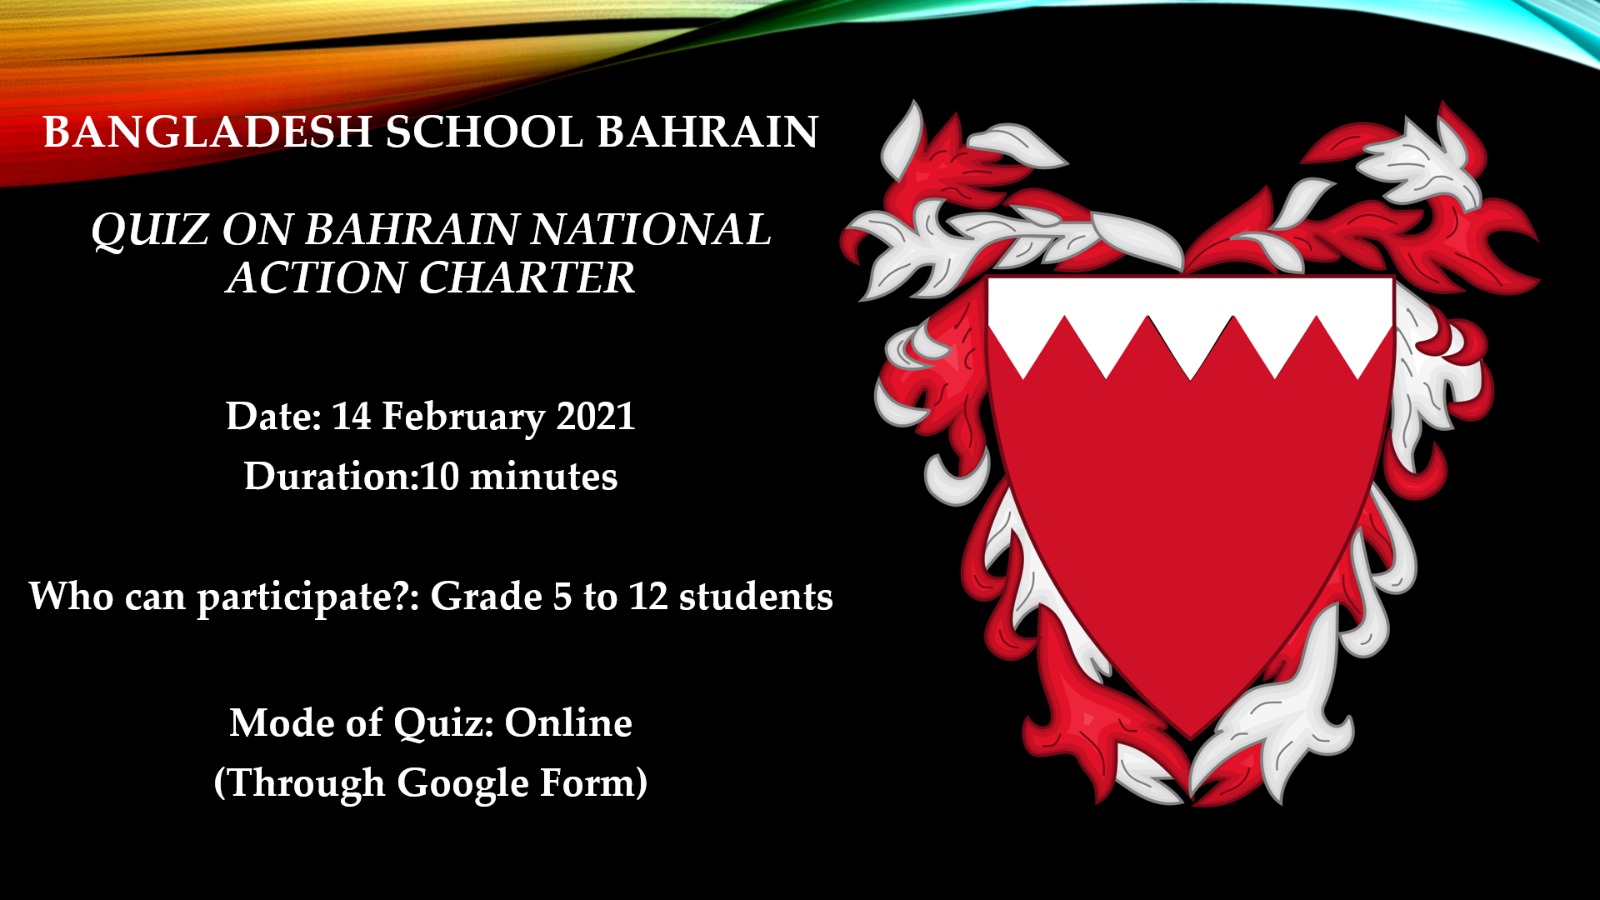 BANGLADESH SCHOOL BAHRAIN
QUIZ ON BAHRAIN NATIONAL
ACTION CHARTER
Date: 14 February 2021
Duration:10 minutes
Who can participate?: Grade 5 to 12 students
Mode of Quiz: Online
(Through Google Form)